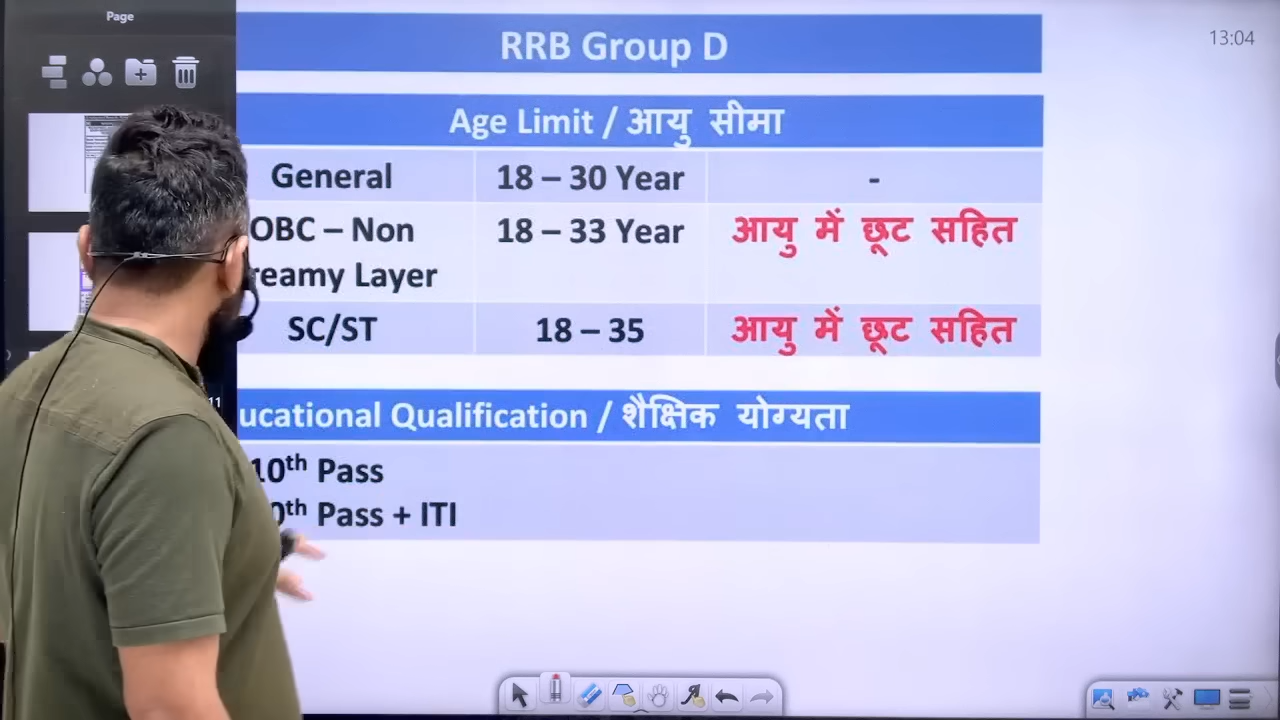 Page
13:04
RRB Group D
Age Limit / आयु सीमा
General 18 – 30 Year -
OBC – Non 18 – 33 Year आयु में छूट सहित
reamy Layer
SC/ST 18 – 35 आयु में छूट सहित
11
ucational Qualification / शैक्षिक योग्यता
10th Pass
0th Pass + ITI